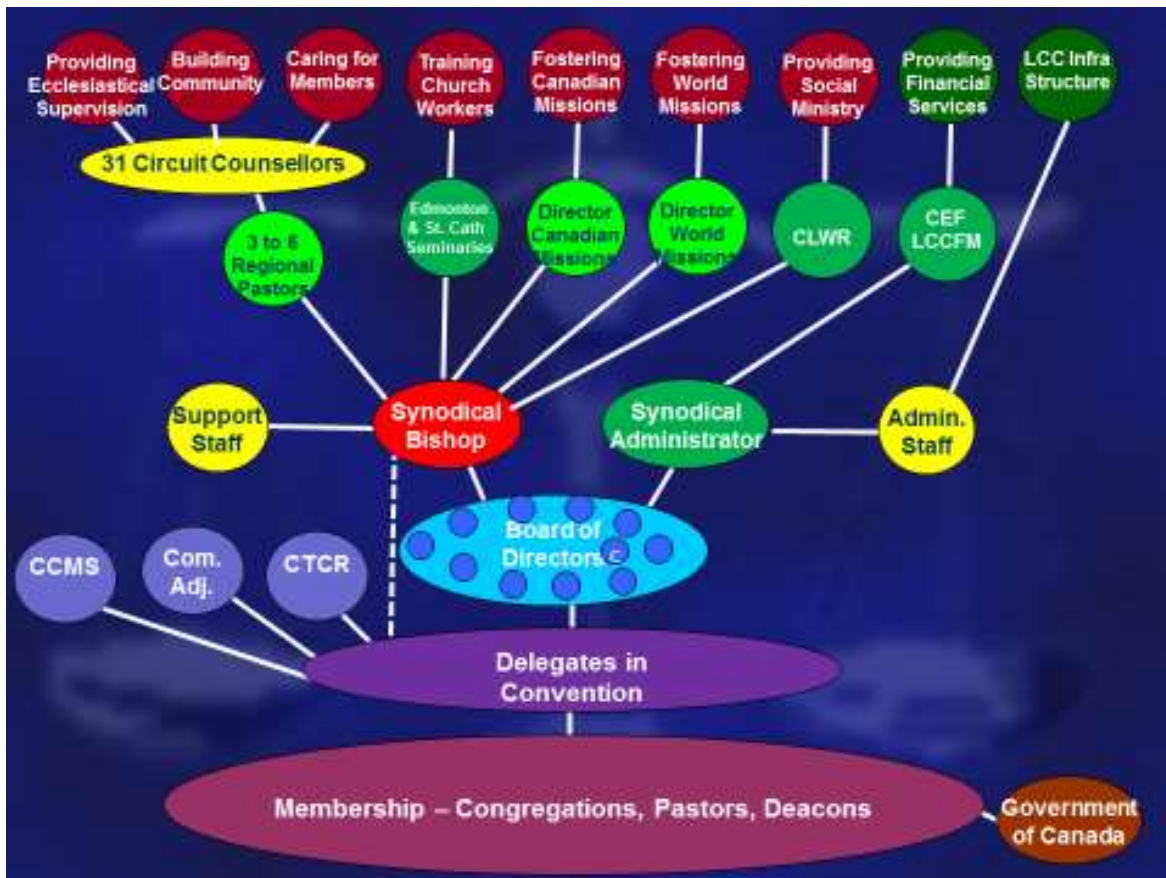 Providing
Ecclesiastical
Supervision
Building
Community
Caring for
Members
Training
Church
Workers
Fostering
Canadian
Missions
Fostering
World
Missions
Providing
Social
Ministry
Providing
Financial
Services
LCC Infra
Structure
31 Circuit Counsellors
3 to 6
Regional
Pastors
Edmonton
& St. Cath
Seminaries
Director
Canadian
Missions
Director
World
Missions
CLWR
CEF
LCCFM
Support
Staff
Synodical
Bishop
Synodical
Administrator
Admin.
Staff
Board of
Directors
C
CCMS
Com.
Adj.
CTCR
Delegates in
Convention
Membership – Congregations, Pastors, Deacons
Government
of Canada